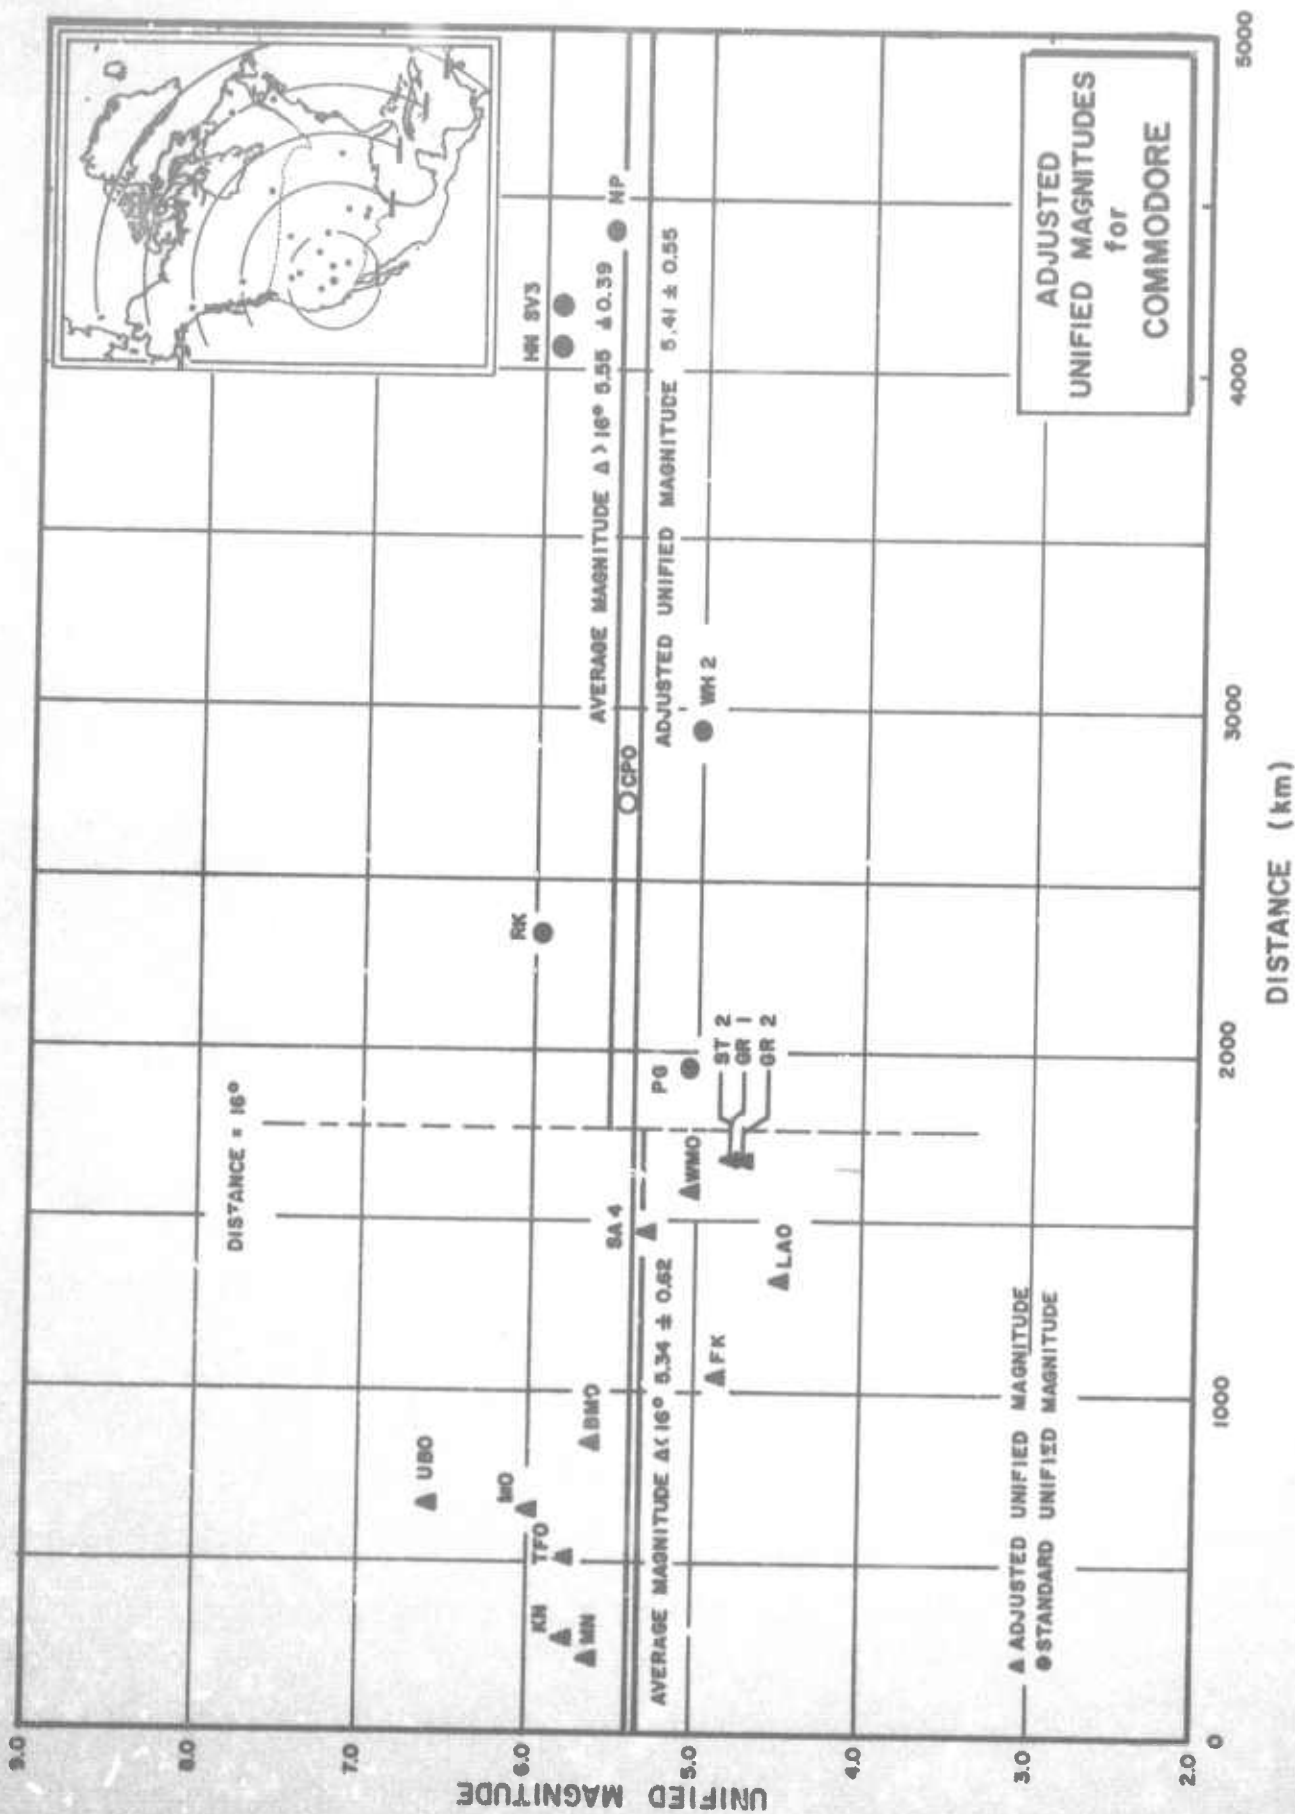 ADJUSTED
UNIFIED MAGNITUDES
for
COMMODORE
UNIFIED MAGNITUDE
9.0
8.0
7.0
6.0
5.0
4.0
3.0
2.0
DISTANCE = 16°
UBO
TFO
KN
MN
BMO
FK
LAO
SA 4
WMO
PG
ST 2
GR 1
GR 2
RK
CPO
WH 2
HN SV3
NP
AVERAGE MAGNITUDE Δ > 16° 5.55 ± 0.39
ADJUSTED UNIFIED MAGNITUDE 5.41 ± 0.55
AVERAGE MAGNITUDE Δ < 16° 5.34 ± 0.62
▲ ADJUSTED UNIFIED MAGNITUDE
● STANDARD UNIFIED MAGNITUDE
0
1000
2000
3000
4000
5000
DISTANCE (km)